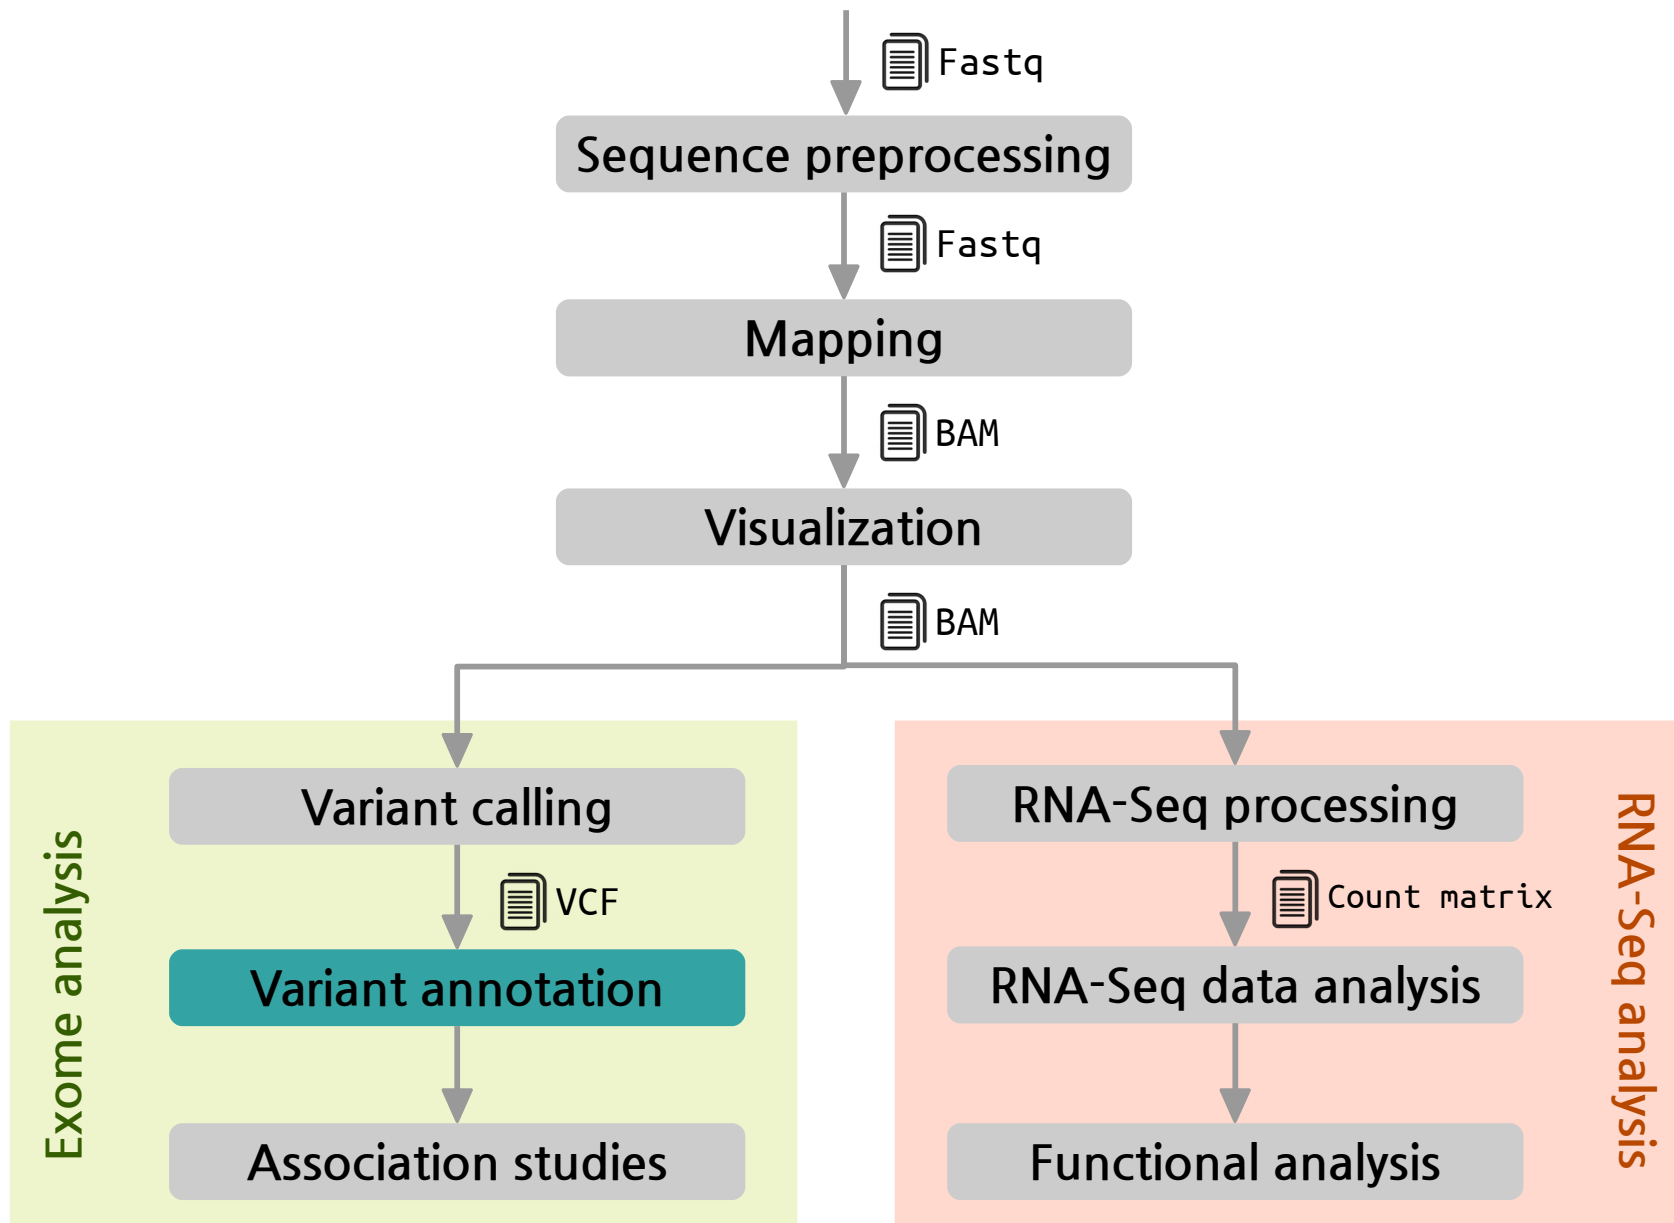 Fastq
Sequence preprocessing
Fastq
Mapping
BAM
Visualization
BAM
Exome analysis
Variant calling
VCF
Variant annotation
Association studies
RNA-Seq processing
Count matrix
RNA-Seq data analysis
Functional analysis
RNA-Seq analysis